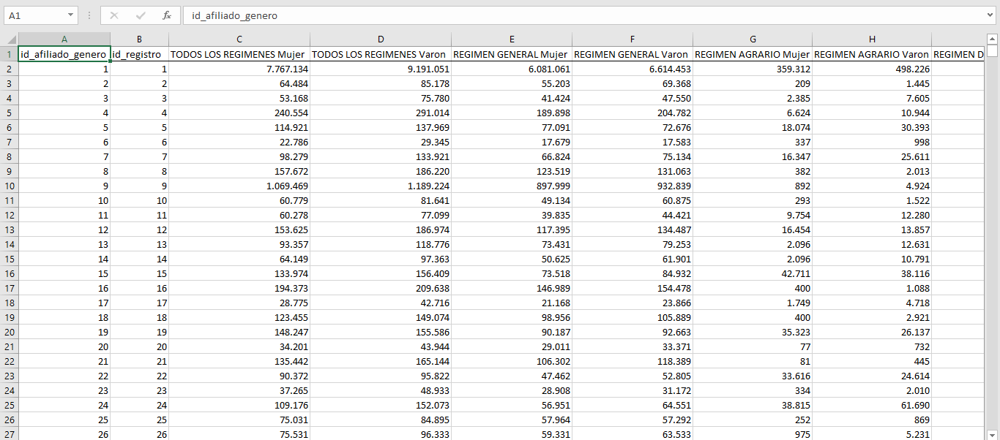 A1 fx id_afiliado_genero
A B C D E F G H
1 id_afiliado_genero id_registro TODOS LOS REGIMENES Mujer TODOS LOS REGIMENES Varon REGIMEN GENERAL Mujer REGIMEN GENERAL Varon REGIMEN AGRARIO Mujer REGIMEN AGRARIO Varon REGIMEN D
2 1 1 7.767.134 9.191.051 6.081.061 6.614.453 359.312 498.226
3 2 2 64.484 85.178 55.203 69.368 209 1.445
4 3 3 53.168 75.780 41.424 47.550 2.385 7.605
5 4 4 240.554 291.014 189.898 204.782 6.624 10.944
6 5 5 114.921 137.969 77.091 72.676 18.074 30.393
7 6 6 22.786 29.345 17.679 17.583 337 998
8 7 7 98.279 133.921 66.824 75.134 16.347 25.611
9 8 8 157.672 186.220 123.519 131.063 382 2.013
10 9 9 1.069.469 1.189.224 897.999 932.839 892 4.924
11 10 10 60.779 81.641 49.134 60.875 293 1.522
12 11 11 60.278 77.099 39.835 44.421 9.754 12.280
13 12 12 153.625 186.974 117.395 134.487 16.454 13.857
14 13 13 93.357 118.776 73.431 79.253 2.096 12.631
15 14 14 64.149 97.363 50.625 61.901 2.096 10.791
16 15 15 133.974 156.409 73.518 84.932 42.711 38.116
17 16 16 194.373 209.638 146.989 154.478 400 1.088
18 17 17 28.775 42.716 21.168 23.866 1.749 4.718
19 18 18 123.455 149.074 98.956 105.889 400 2.921
20 19 19 148.247 155.586 90.187 92.663 35.323 26.137
21 20 20 34.201 43.944 29.011 33.371 77 732
22 21 21 135.442 165.144 106.302 118.389 81 445
23 22 22 90.372 95.822 47.462 52.805 33.616 24.614
24 23 23 37.265 48.933 28.908 31.172 334 2.010
25 24 24 109.176 152.073 56.951 64.551 38.815 61.690
26 25 25 75.031 84.895 57.964 57.292 252 869
27 26 26 75.531 96.333 59.331 63.533 975 5.231